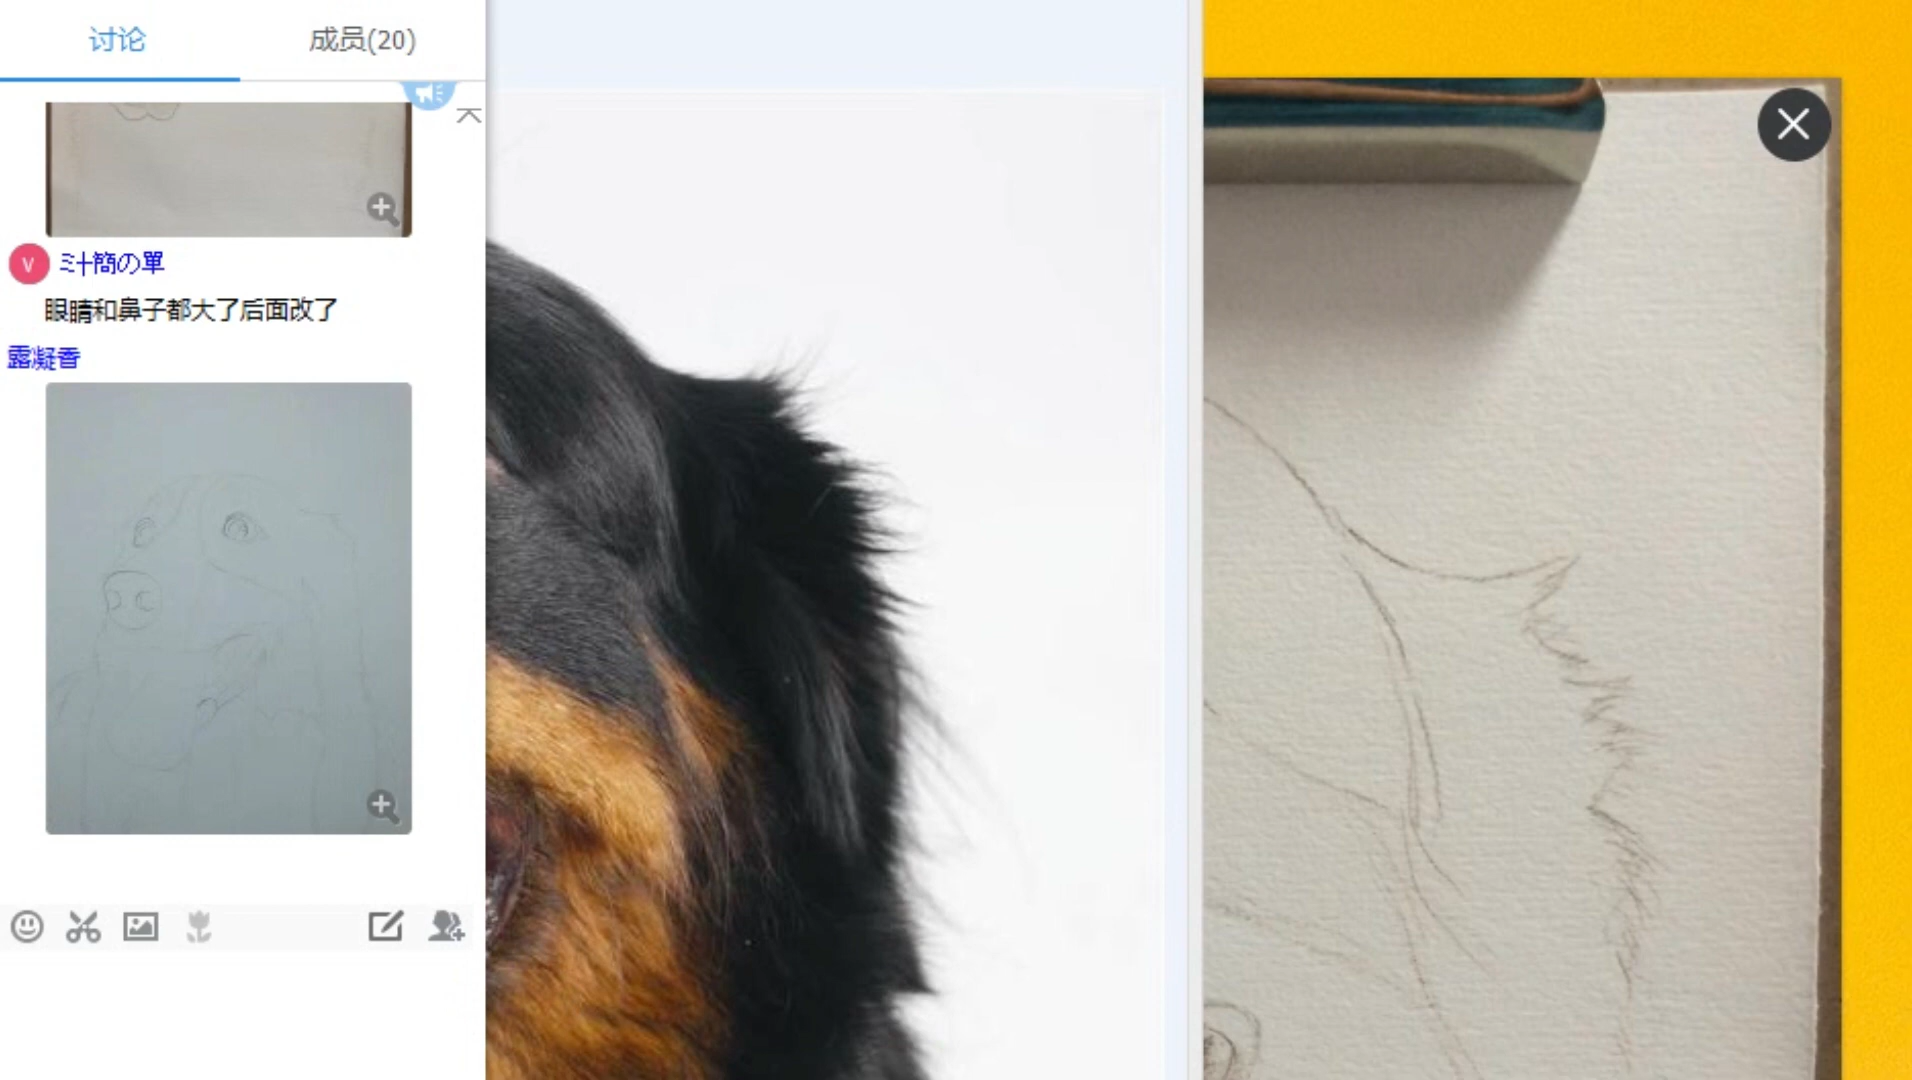 讨论
成员(20)
V
ミ十簡の單
眼睛和鼻子都大了后面改了
露凝香